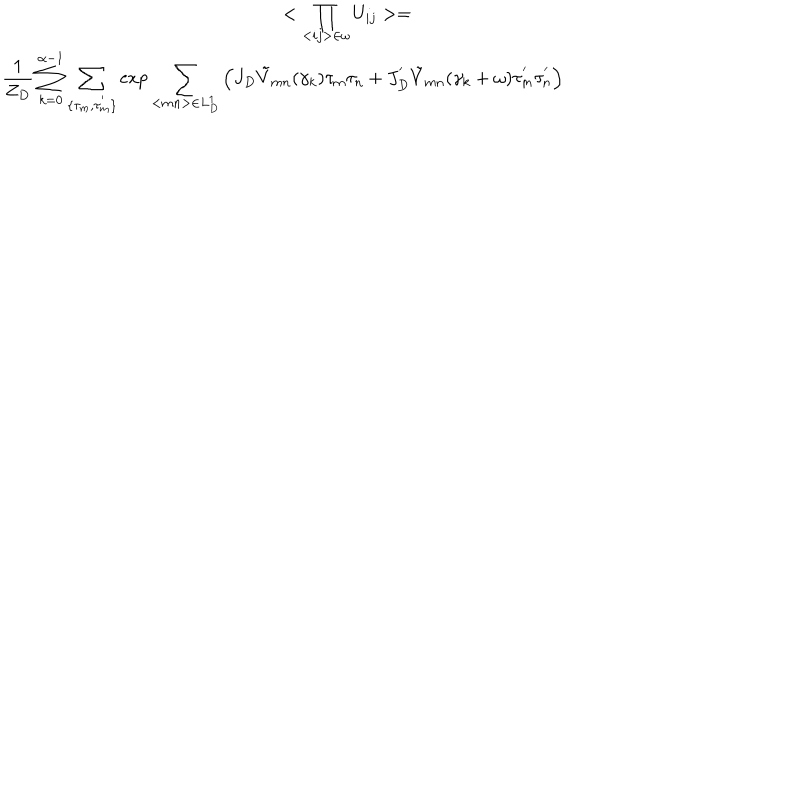 $< \prod_{<ij>\in\omega} U_{ij} >=$
$\frac{1}{Z_D} \sum_{k=0}^{\alpha-1} \sum_{\{\tau_m,\tau_m^{'}\}} \exp \sum_{<mn>\in L_D^1} \left( J_D \tilde{V}_{mn}(\gamma_k)\tau_m\tau_n + J_D^{'} \tilde{V}_{mn}(\gamma_k+\omega)\tau_m^{'}\tau_n^{'} \right)$